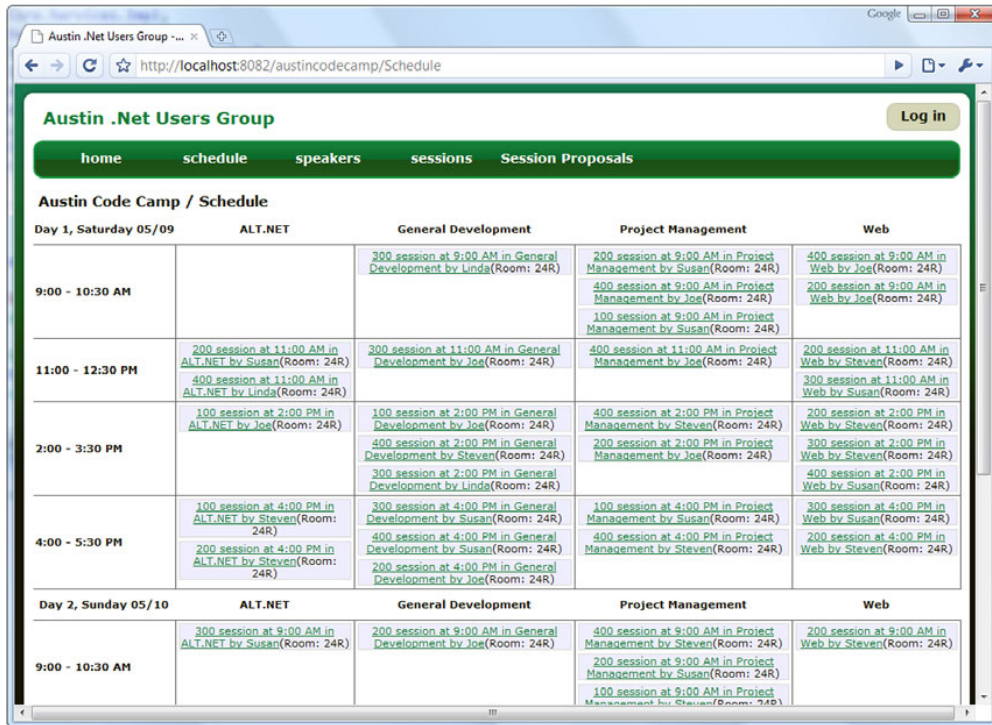 Google
Austin .Net Users Group -...
http://localhost:8082/austincodecamp/Schedule
Austin .Net Users Group
Log in
home schedule speakers sessions Session Proposals
Austin Code Camp / Schedule
Day 1, Saturday 05/09 ALT.NET General Development Project Management Web
9:00 - 10:30 AM
300 session at 9:00 AM in General
Development by Linda(Room: 24R)
200 session at 9:00 AM in Project
Management by Susan(Room: 24R)
400 session at 9:00 AM in Project
Management by Joe(Room: 24R)
100 session at 9:00 AM in Project
Management by Susan(Room: 24R)
400 session at 9:00 AM in
Web by Joe(Room: 24R)
200 session at 9:00 AM in
Web by Joe(Room: 24R)
11:00 - 12:30 PM
200 session at 11:00 AM in
ALT.NET by Susan(Room: 24R)
400 session at 11:00 AM in
ALT.NET by Linda(Room: 24R)
300 session at 11:00 AM in General
Development by Joe(Room: 24R)
400 session at 11:00 AM in Project
Management by Joe(Room: 24R)
200 session at 11:00 AM in
Web by Steven(Room: 24R)
300 session at 11:00 AM in
Web by Susan(Room: 24R)
2:00 - 3:30 PM
100 session at 2:00 PM in
ALT.NET by Joe(Room: 24R)
100 session at 2:00 PM in General
Development by Joe(Room: 24R)
400 session at 2:00 PM in General
Development by Steven(Room: 24R)
300 session at 2:00 PM in General
Development by Linda(Room: 24R)
400 session at 2:00 PM in Project
Management by Steven(Room: 24R)
200 session at 2:00 PM in Project
Management by Joe(Room: 24R)
200 session at 2:00 PM in
Web by Steven(Room: 24R)
300 session at 2:00 PM in
Web by Steven(Room: 24R)
400 session at 2:00 PM in
Web by Susan(Room: 24R)
4:00 - 5:30 PM
100 session at 4:00 PM in
ALT.NET by Steven(Room:
24R)
200 session at 4:00 PM in
ALT.NET by Steven(Room:
24R)
300 session at 4:00 PM in General
Development by Susan(Room: 24R)
400 session at 4:00 PM in General
Development by Susan(Room: 24R)
200 session at 4:00 PM in General
Development by Joe(Room: 24R)
100 session at 4:00 PM in Project
Management by Susan(Room: 24R)
400 session at 4:00 PM in Project
Management by Steven(Room: 24R)
300 session at 4:00 PM in
Web by Susan(Room: 24R)
200 session at 4:00 PM in
Web by Steven(Room: 24R)
Day 2, Sunday 05/10 ALT.NET General Development Project Management Web
9:00 - 10:30 AM
300 session at 9:00 AM in
ALT.NET by Susan(Room: 24R)
200 session at 9:00 AM in General
Development by Joe(Room: 24R)
400 session at 9:00 AM in Project
Management by Steven(Room: 24R)
200 session at 9:00 AM in Project
Management by Susan(Room: 24R)
100 session at 9:00 AM in Project
Management by Steven(Room: 24R)
200 session at 9:00 AM in
Web by Steven(Room: 24R)